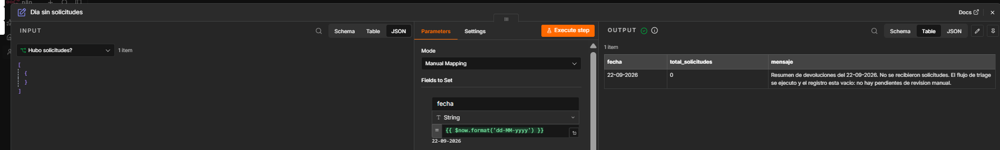 n8n
Dia sin solicitudes
Docs
INPUT
Schema
Table
JSON
Hubo solicitudes?
1 item
[
{
}
]
Parameters
Settings
Execute step
Mode
Manual Mapping
Fields to Set
fecha
T String
= {{ $now.format('dd-MM-yyyy') }}
22-09-2026
OUTPUT
Schema
Table
JSON
1 item
fecha total_solicitudes mensaje
22-09-2026 0 Resumen de devoluciones del 22-09-2026. No se recibieron solicitudes. El flujo de triage
se ejecuto y el registro esta vacio: no hay pendientes de revision manual.